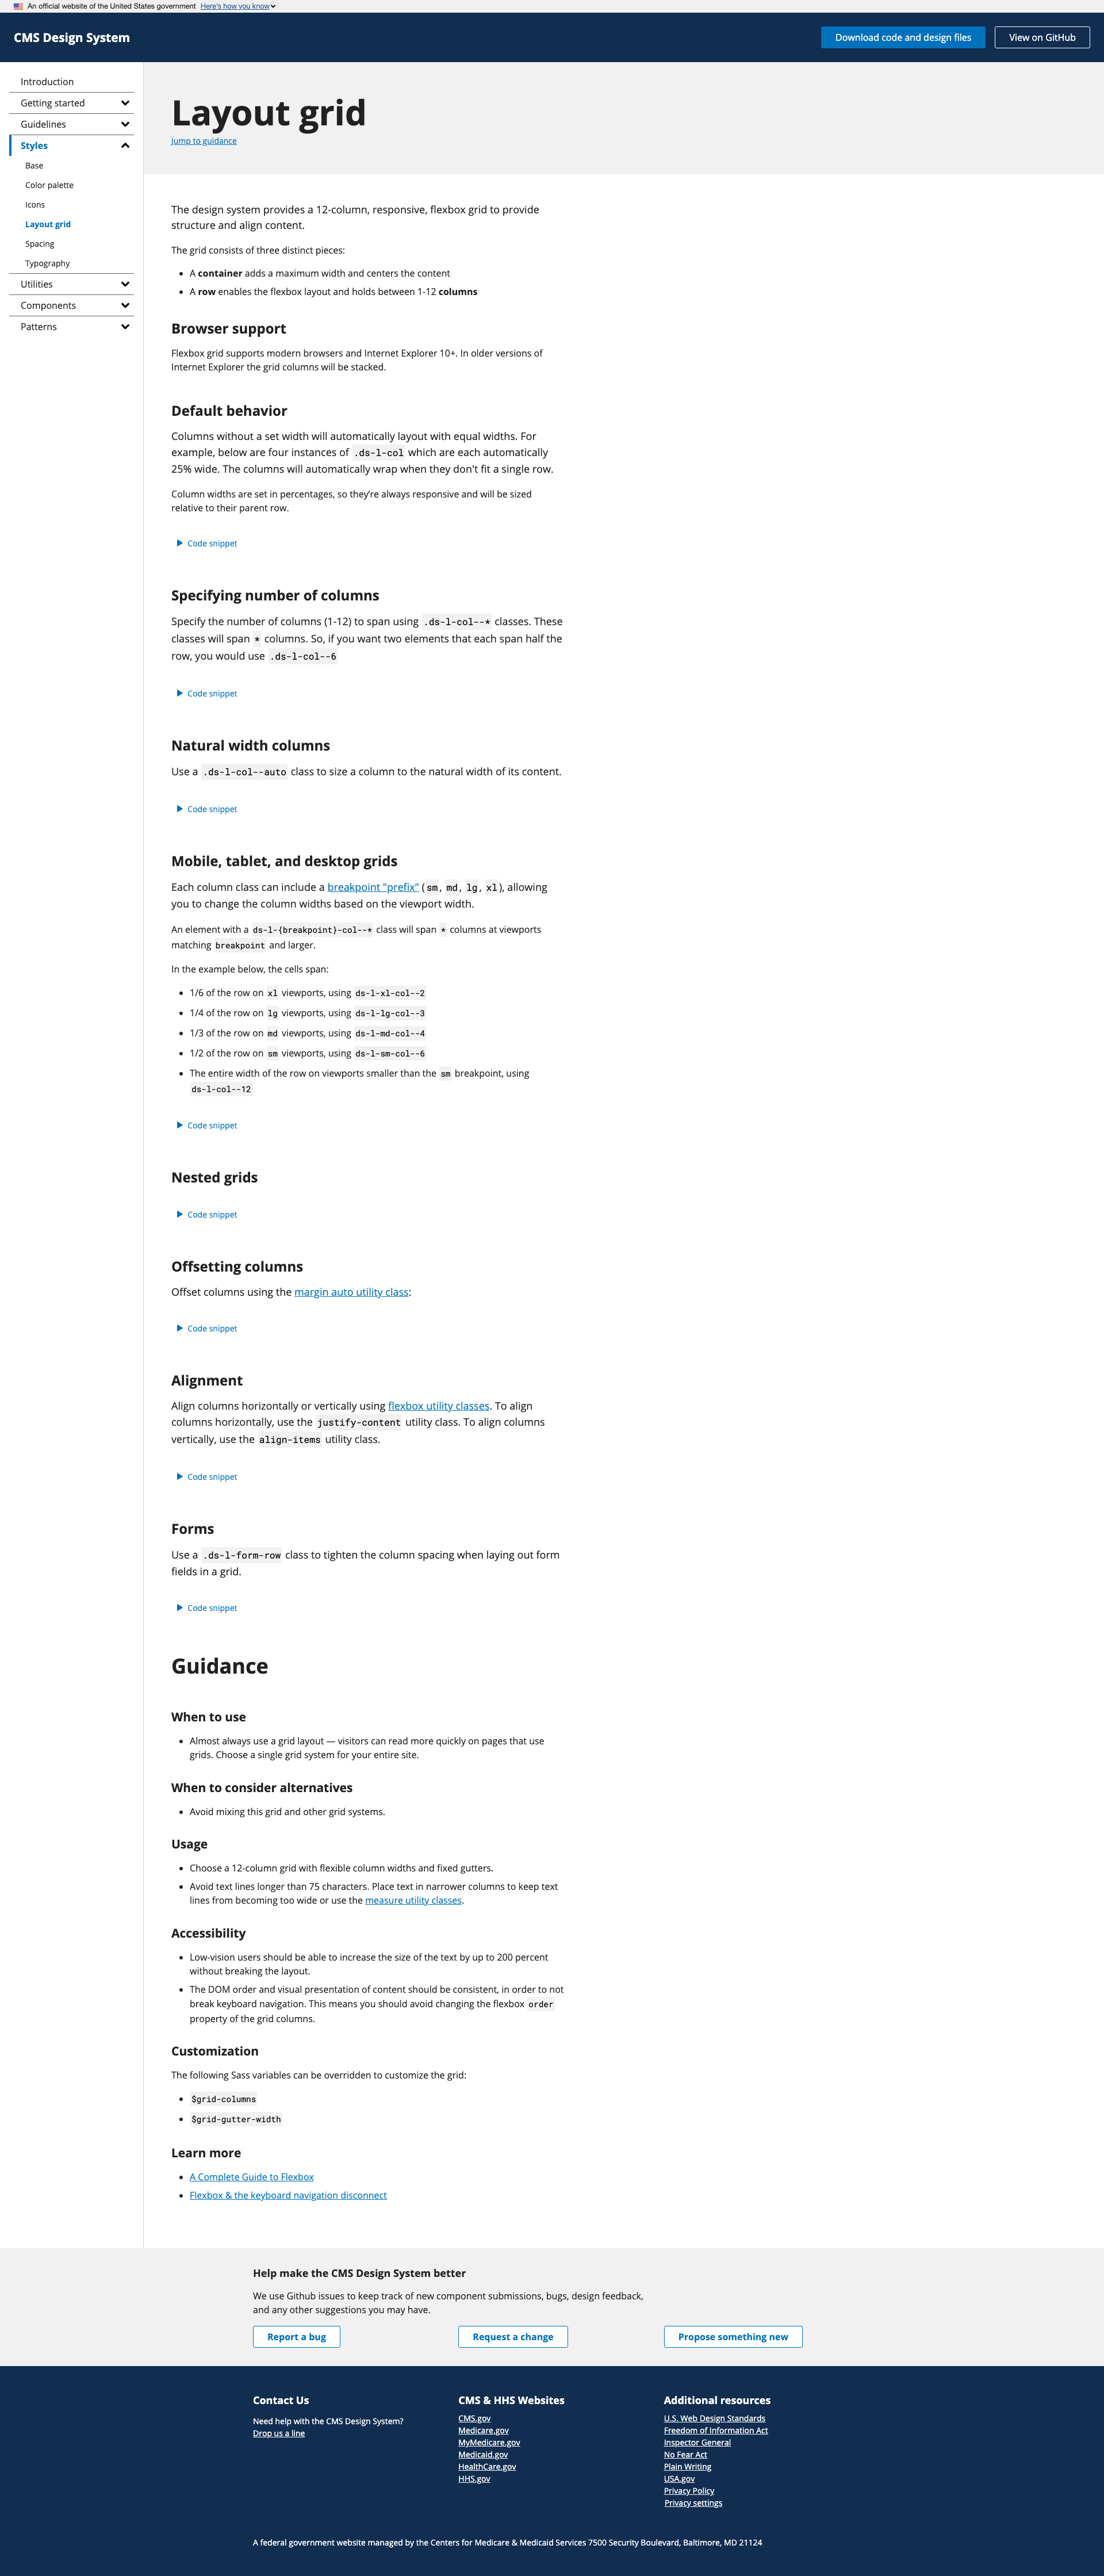 An official website of the United States government Here's how you know
CMS Design System
Download code and design files
View on GitHub
Introduction
Getting started
Guidelines
Styles
Base
Color palette
Icons
Layout grid
Spacing
Typography
Utilities
Components
Patterns
Layout grid
Jump to guidance
The design system provides a 12-column, responsive, flexbox grid to provide
structure and align content.
The grid consists of three distinct pieces:
• A container adds a maximum width and centers the content
• A row enables the flexbox layout and holds between 1-12 columns
Browser support
Flexbox grid supports modern browsers and Internet Explorer 10+. In older versions of
Internet Explorer the grid columns will be stacked.
Default behavior
Columns without a set width will automatically layout with equal widths. For
example, below are four instances of .ds-l-col which are each automatically
25% wide. The columns will automatically wrap when they don't fit a single row.
Column widths are set in percentages, so they’re always responsive and will be sized
relative to their parent row.
Code snippet
Specifying number of columns
Specify the number of columns (1-12) to span using .ds-l-col--* classes. These
classes will span * columns. So, if you want two elements that each span half the
row, you would use .ds-l-col--6
Code snippet
Natural width columns
Use a .ds-l-col--auto class to size a column to the natural width of its content.
Code snippet
Mobile, tablet, and desktop grids
Each column class can include a breakpoint "prefix" (sm, md, lg, xl), allowing
you to change the column widths based on the viewport width.
An element with a ds-l-{breakpoint}-col--* class will span * columns at viewports
matching breakpoint and larger.
In the example below, the cells span:
• 1/6 of the row on xl viewports, using ds-l-xl-col--2
• 1/4 of the row on lg viewports, using ds-l-lg-col--3
• 1/3 of the row on md viewports, using ds-l-md-col--4
• 1/2 of the row on sm viewports, using ds-l-sm-col--6
• The entire width of the row on viewports smaller than the sm breakpoint, using
ds-l-col--12
Code snippet
Nested grids
Code snippet
Offsetting columns
Offset columns using the margin auto utility class:
Code snippet
Alignment
Align columns horizontally or vertically using flexbox utility classes. To align
columns horizontally, use the justify-content utility class. To align columns
vertically, use the align-items utility class.
Code snippet
Forms
Use a .ds-l-form-row class to tighten the column spacing when laying out form
fields in a grid.
Code snippet
Guidance
When to use
• Almost always use a grid layout — visitors can read more quickly on pages that use
grids. Choose a single grid system for your entire site.
When to consider alternatives
• Avoid mixing this grid and other grid systems.
Usage
• Choose a 12-column grid with flexible column widths and fixed gutters.
• Avoid text lines longer than 75 characters. Place text in narrower columns to keep text
lines from becoming too wide or use the measure utility classes.
Accessibility
• Low-vision users should be able to increase the size of the text by up to 200 percent
without breaking the layout.
• The DOM order and visual presentation of content should be consistent, in order to not
break keyboard navigation. This means you should avoid changing the flexbox order
property of the grid columns.
Customization
The following Sass variables can be overridden to customize the grid:
• $grid-columns
• $grid-gutter-width
Learn more
• A Complete Guide to Flexbox
• Flexbox & the keyboard navigation disconnect
Help make the CMS Design System better
We use Github issues to keep track of new component submissions, bugs, design feedback,
and any other suggestions you may have.
Report a bug
Request a change
Propose something new
Contact Us
Need help with the CMS Design System?
Drop us a line
CMS & HHS Websites
CMS.gov
Medicare.gov
MyMedicare.gov
Medicaid.gov
HealthCare.gov
HHS.gov
Additional resources
U.S. Web Design Standards
Freedom of Information Act
Inspector General
No Fear Act
Plain Writing
USA.gov
Privacy Policy
Privacy settings
A federal government website managed by the Centers for Medicare & Medicaid Services 7500 Security Boulevard, Baltimore, MD 21124